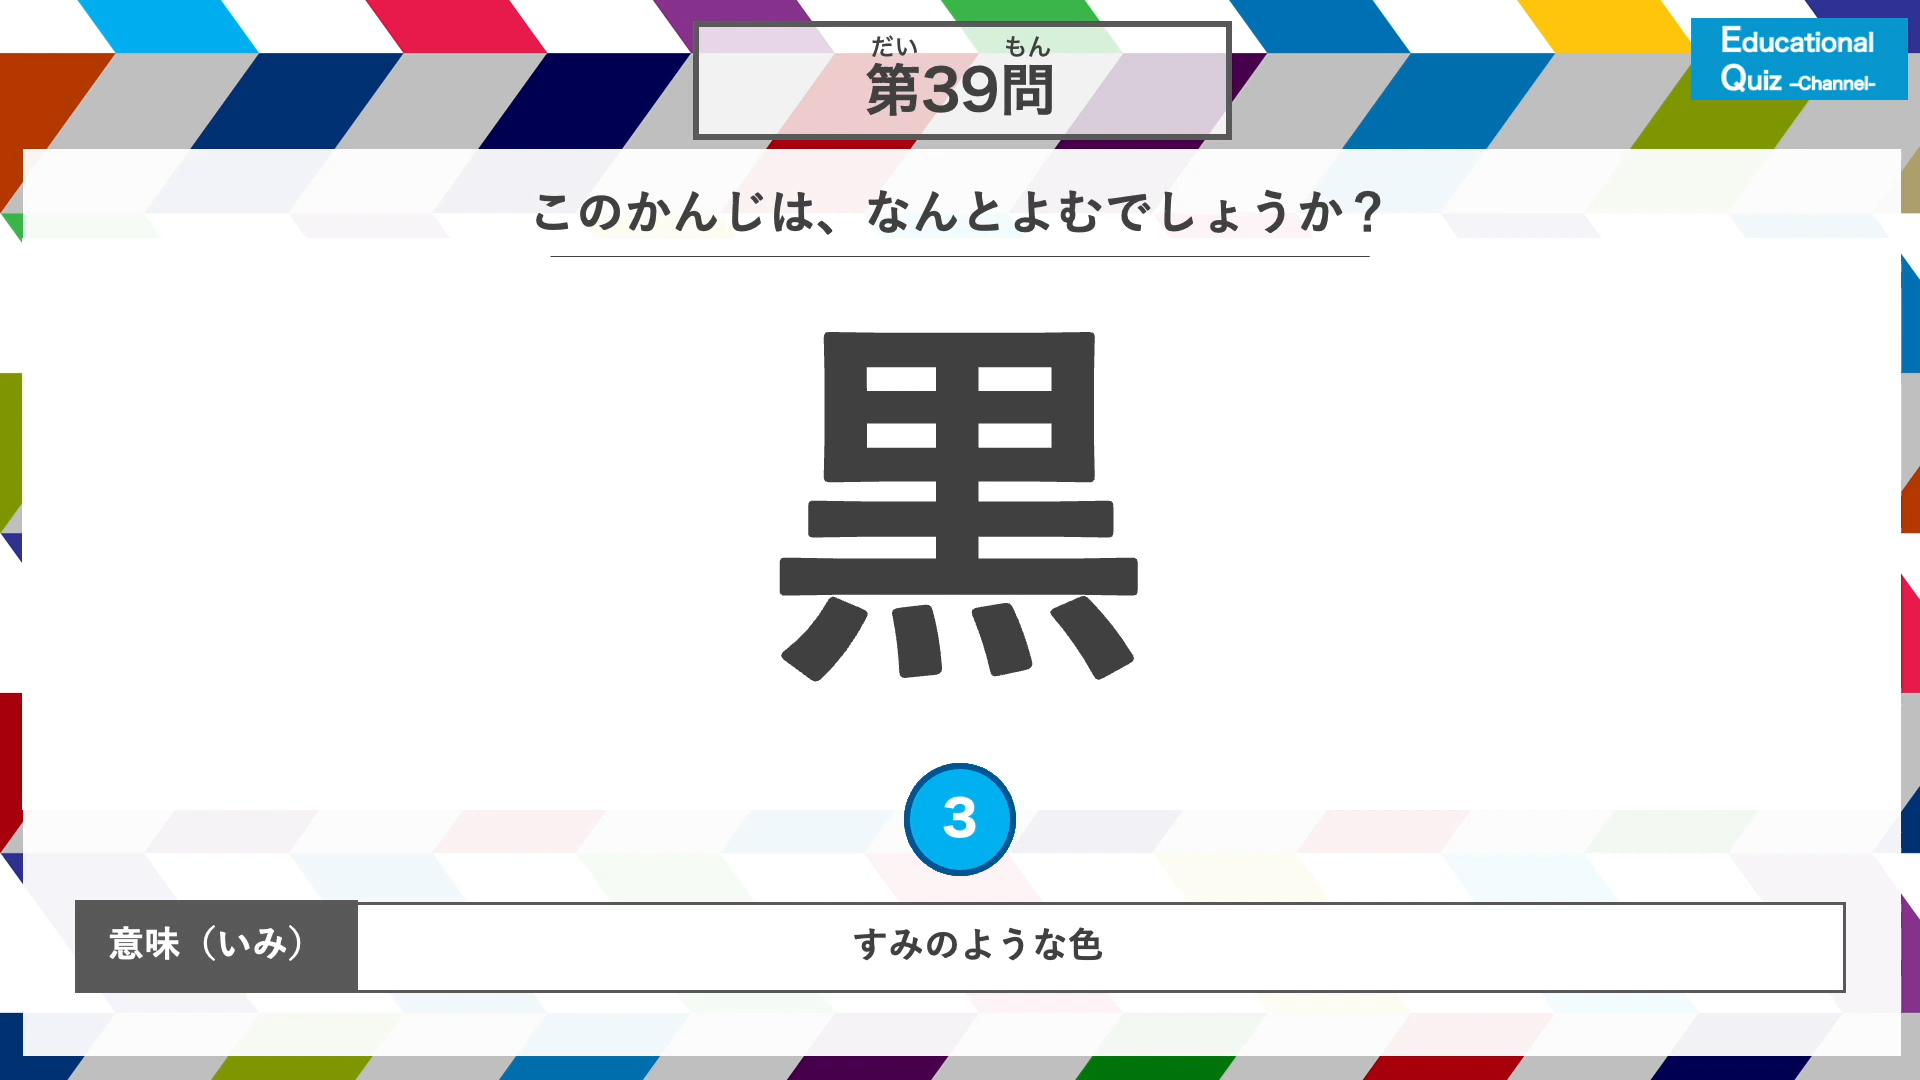 だい もん
第39問
Educational
Quiz -Channel-
このかんじは、なんとよむでしょうか？
黒
3
意味（いみ）
すみのような色